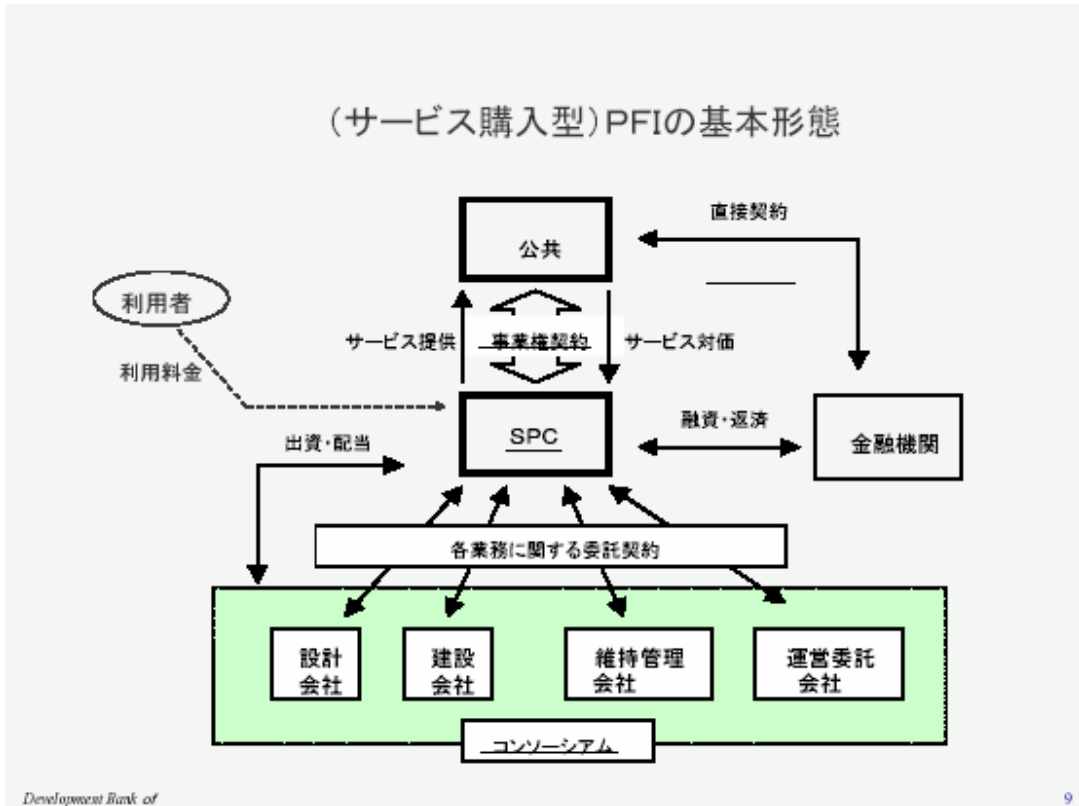 (サービス購入型)PFIの基本形態
公共
直接契約
利用者
サービス提供
事業権契約
サービス対価
利用料金
SPC
融資・返済
金融機関
出資・配当
各業務に関する委託契約
設計
会社
建設
会社
維持管理
会社
運営委託
会社
コンソーシアム
Development Bank of
9